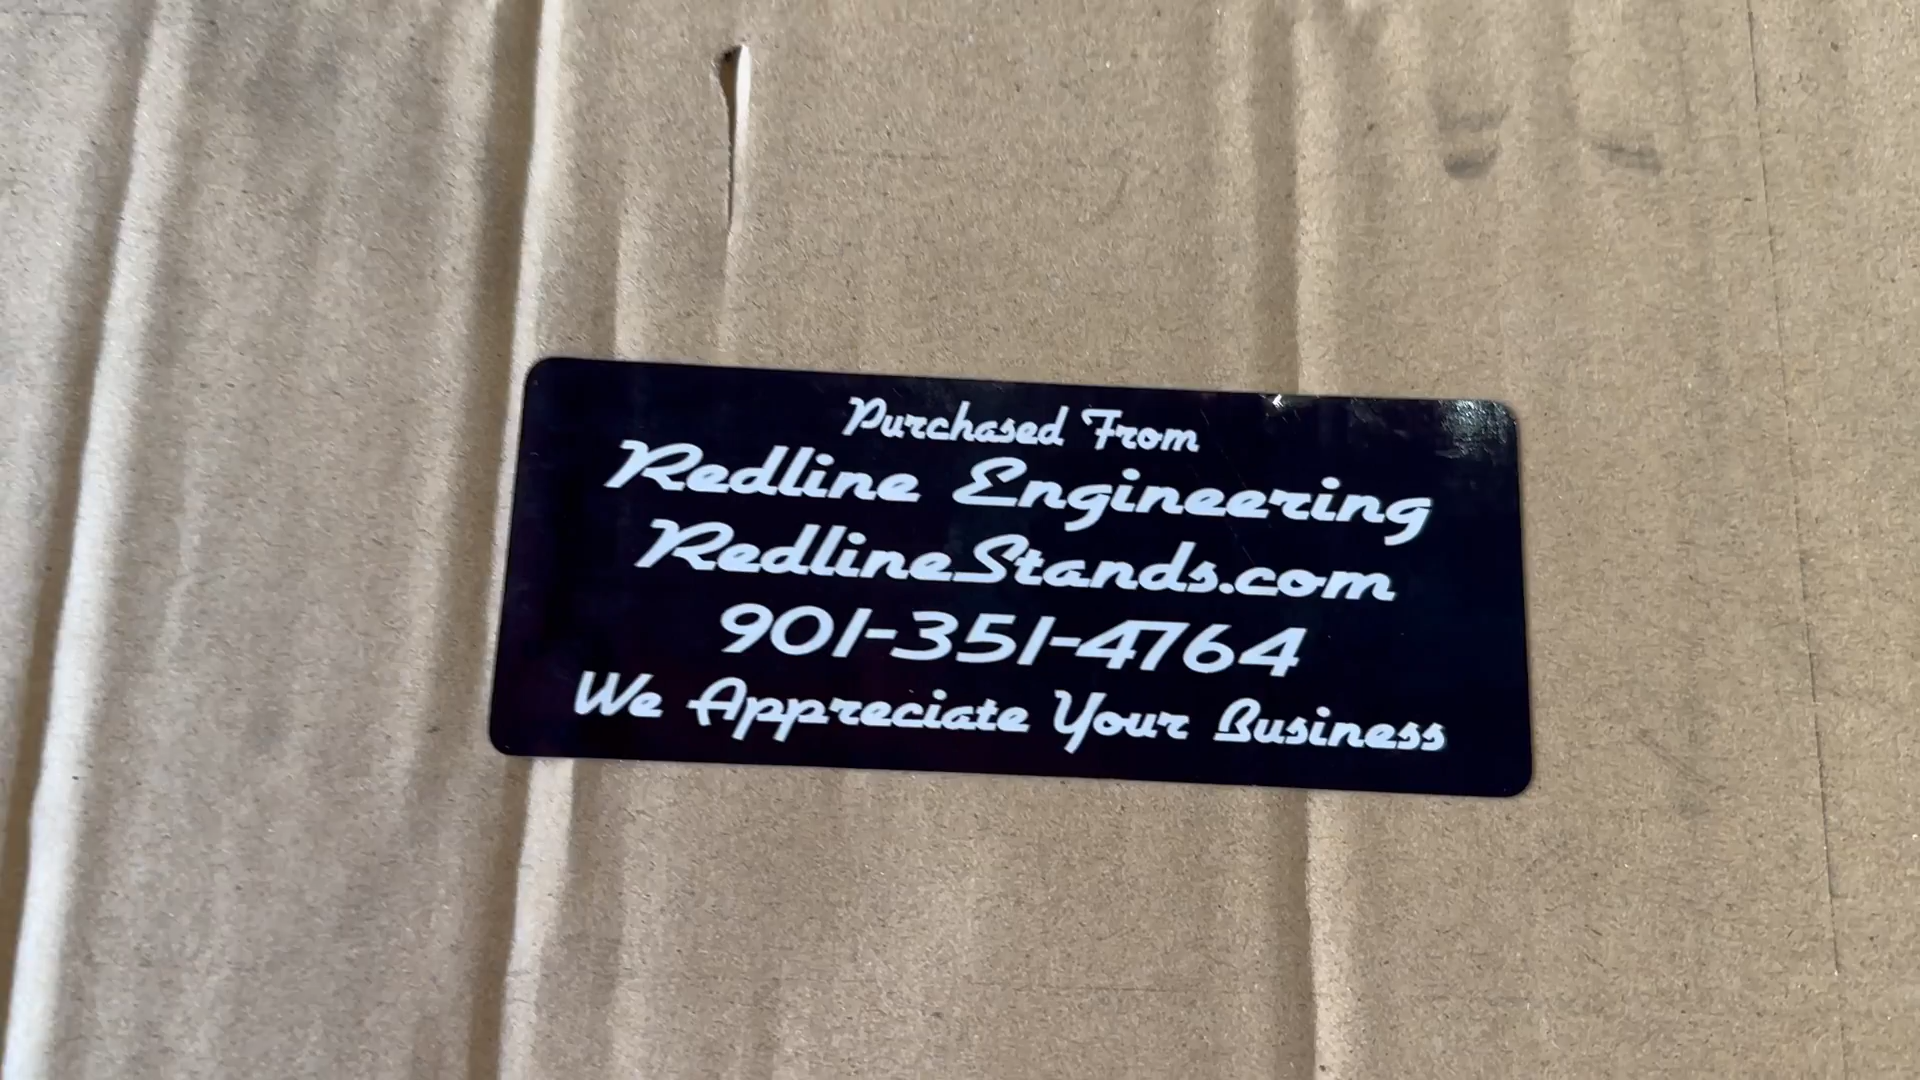 Purchased From
Redline Engineering
RedlineStands.com
901-351-4764
We Appreciate Your Business